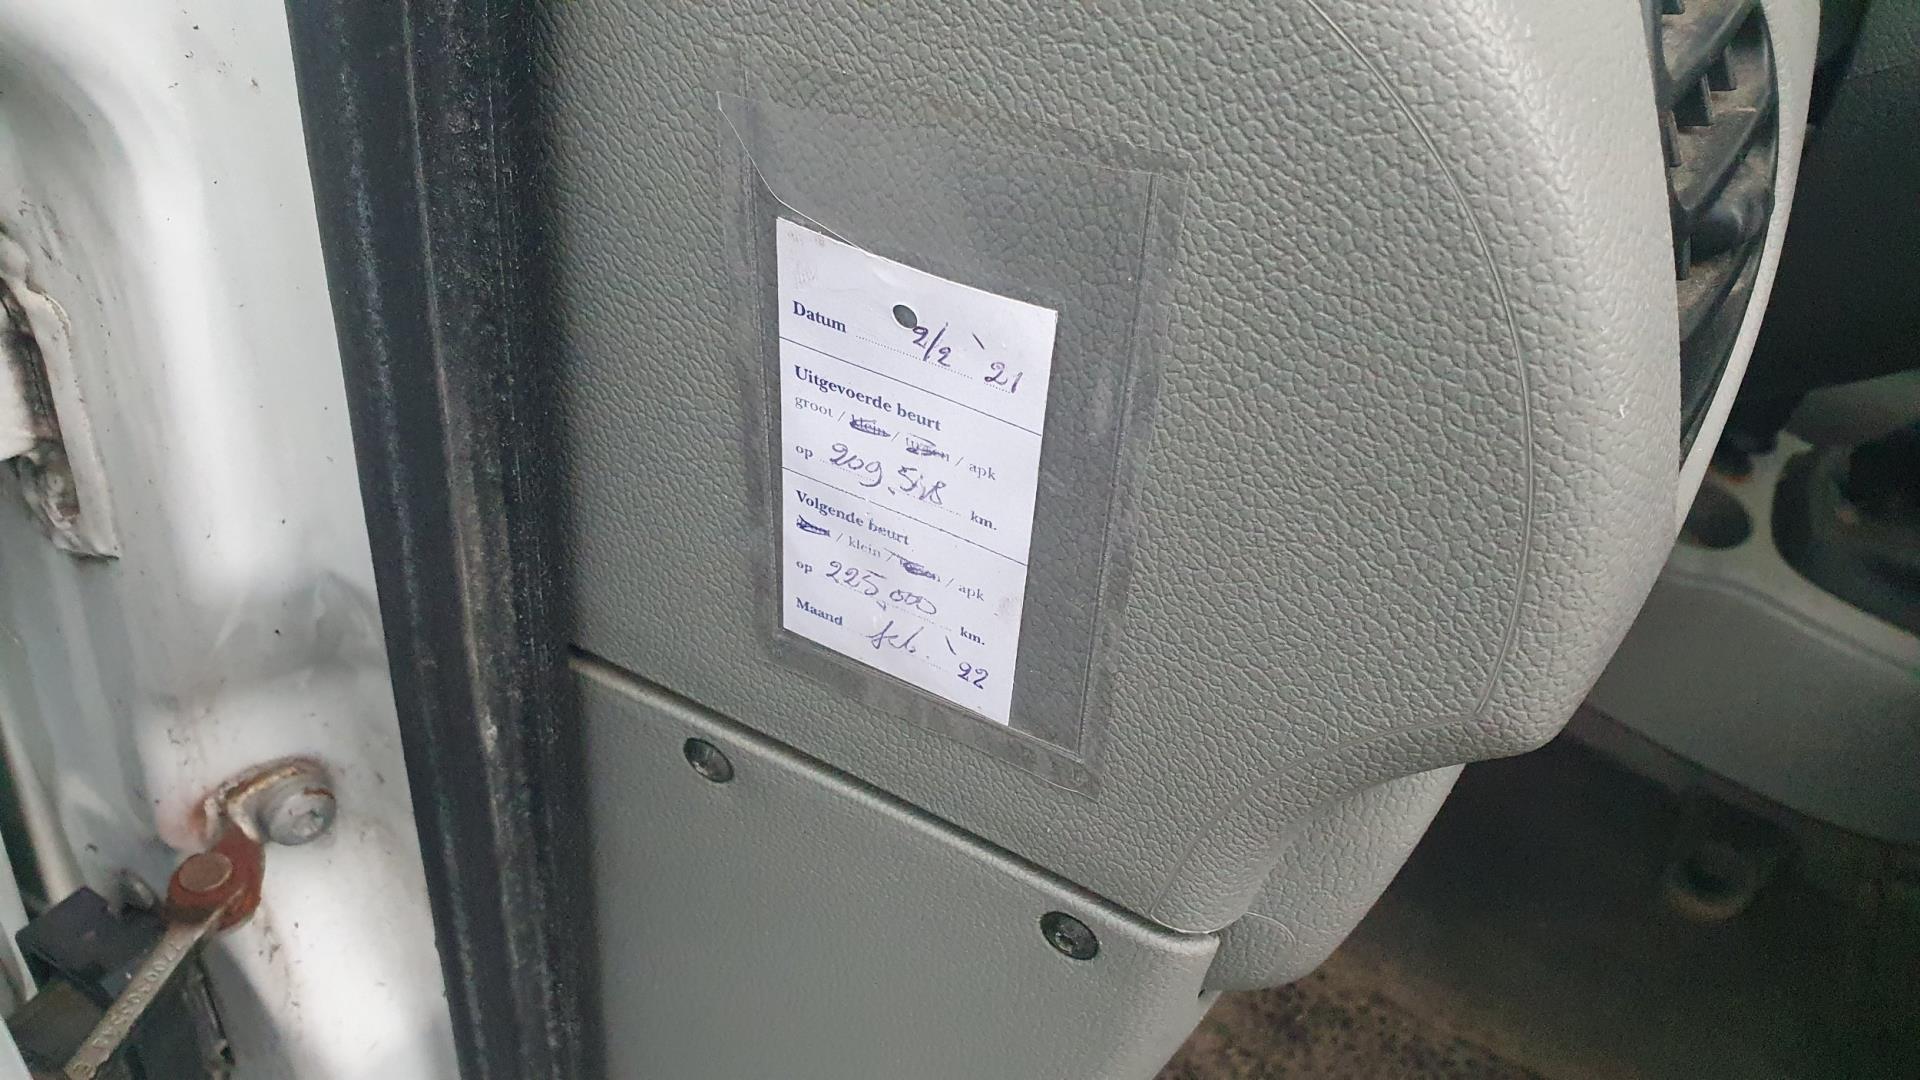 Datum 2/2 '21
Uitgevoerde beurt
groot / klein / / apk
op 209.518 km.
Volgende beurt
/ klein / / apk
op 225.000 km.
Maand feb. '22